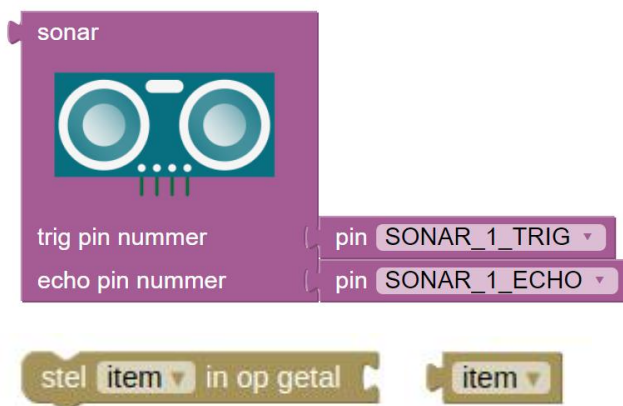 sonar
trig pin nummer pin SONAR_1_TRIG
echo pin nummer pin SONAR_1_ECHO
stel item in op getal item